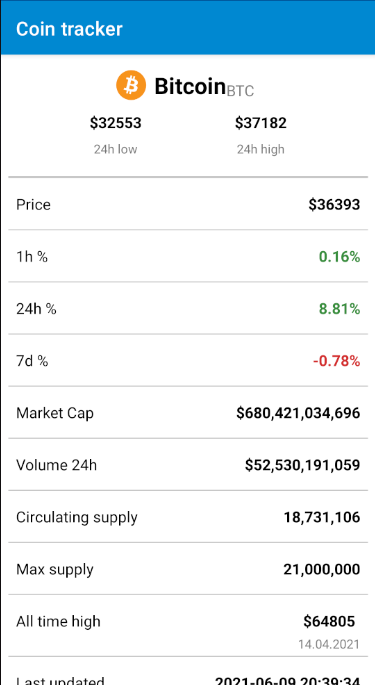 Coin tracker
Bitcoin BTC
$32553 $37182
24h low 24h high
Price $36393
1h % 0.16%
24h % 8.81%
7d % -0.78%
Market Cap $680,421,034,696
Volume 24h $52,530,191,059
Circulating supply 18,731,106
Max supply 21,000,000
All time high $64805
14.04.2021
Last updated 2021-06-09 20:39:34